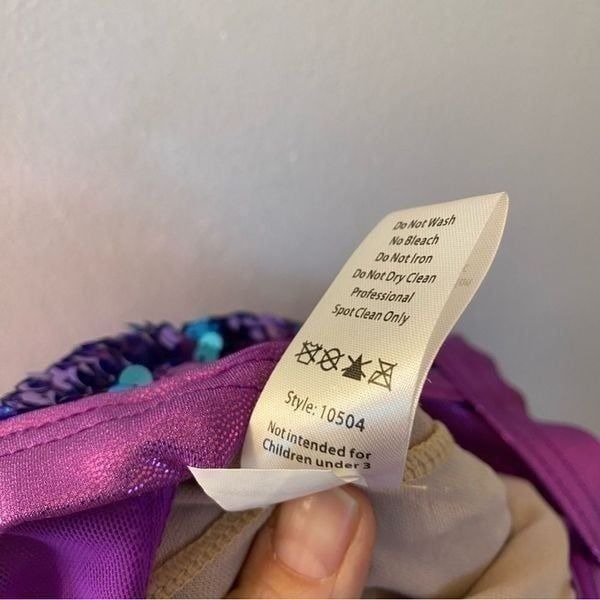 Do Not Wash
No Bleach
Do Not Iron
Do Not Dry Clean
Professional
Spot Clean Only
Style: 10504
Not intended for
Children under 3